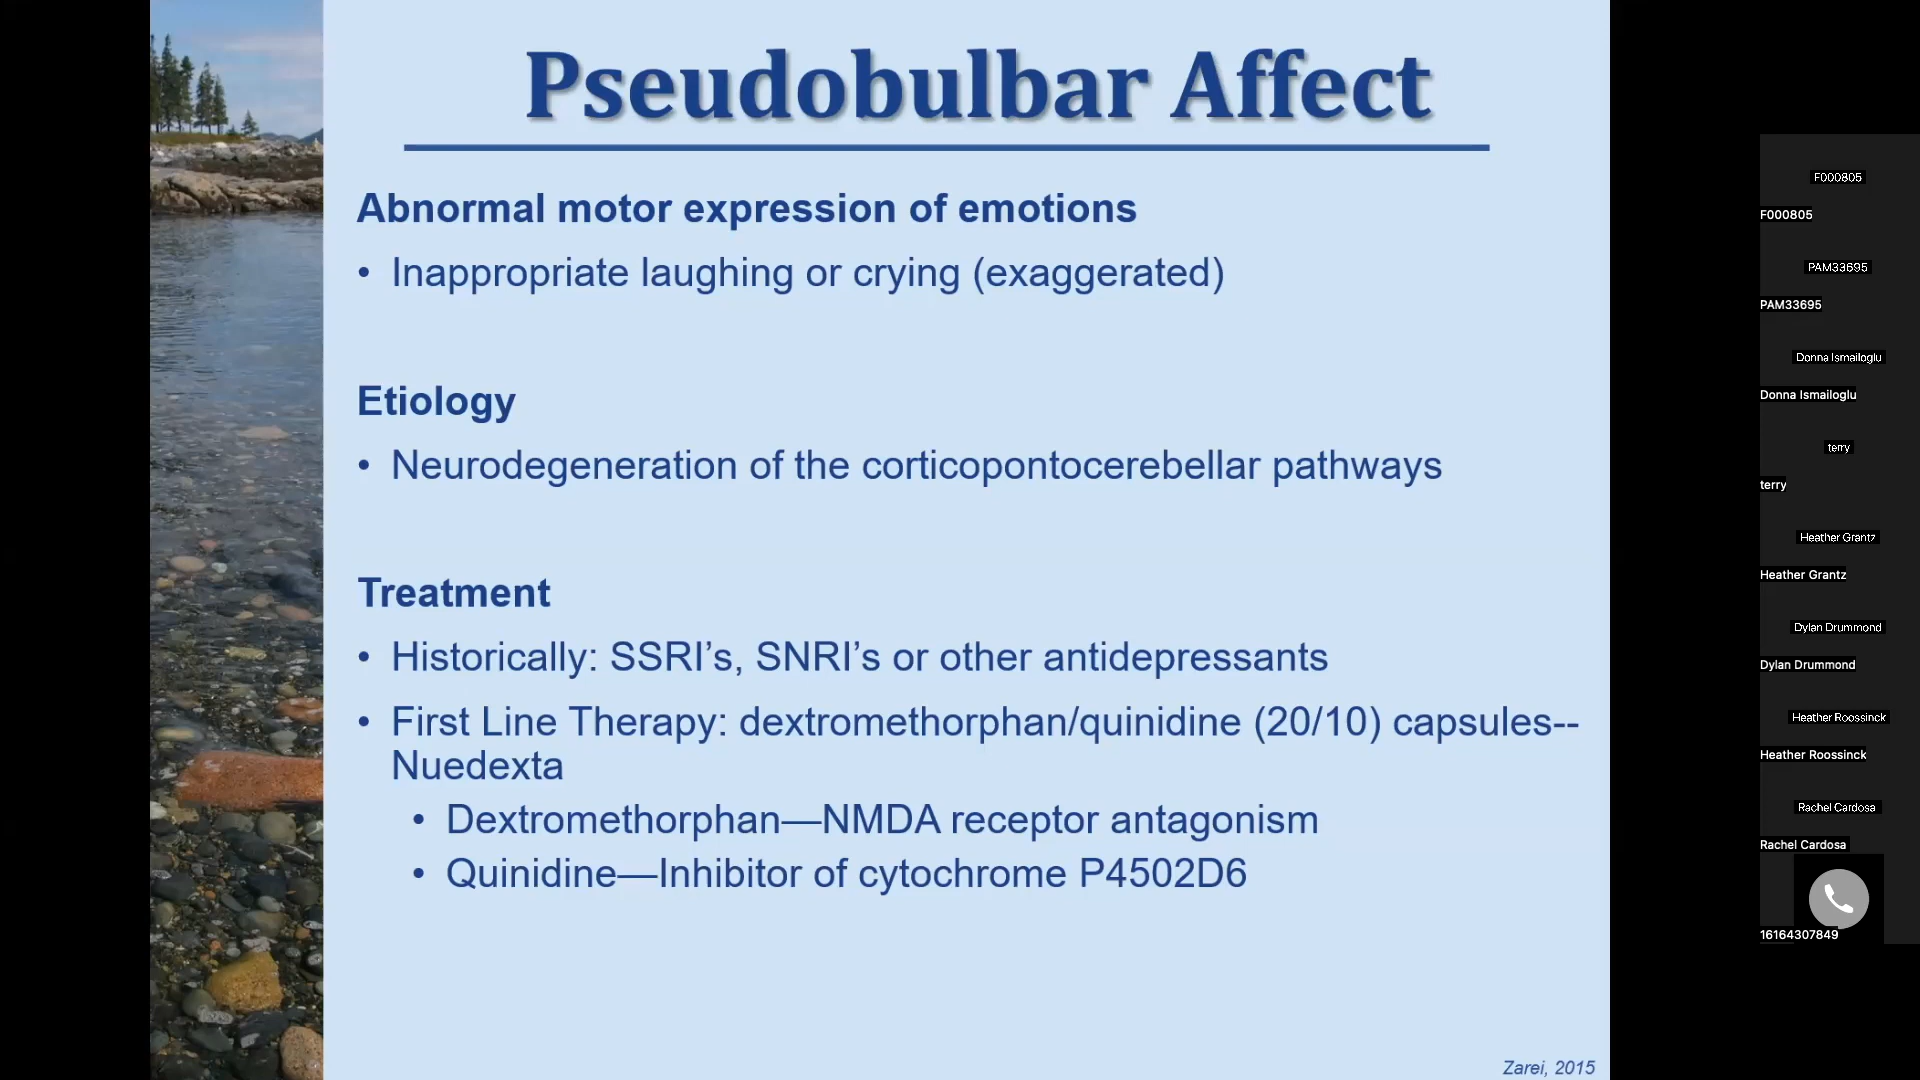 Pseudobulbar Affect
Abnormal motor expression of emotions
• Inappropriate laughing or crying (exaggerated)
Etiology
• Neurodegeneration of the corticopontocerebellar pathways
Treatment
• Historically: SSRI’s, SNRI’s or other antidepressants
• First Line Therapy: dextromethorphan/quinidine (20/10) capsules--
Nuedexta
• Dextromethorphan—NMDA receptor antagonism
• Quinidine—Inhibitor of cytochrome P4502D6
Zarei, 2015
F000805
F000805
PAM33695
PAM33695
Donna Ismailoglu
Donna Ismailoglu
terry
terry
Heather Grantz
Heather Grantz
Dylan Drummond
Dylan Drummond
Heather Roossinck
Heather Roossinck
Rachel Cardosa
Rachel Cardosa
16164307849